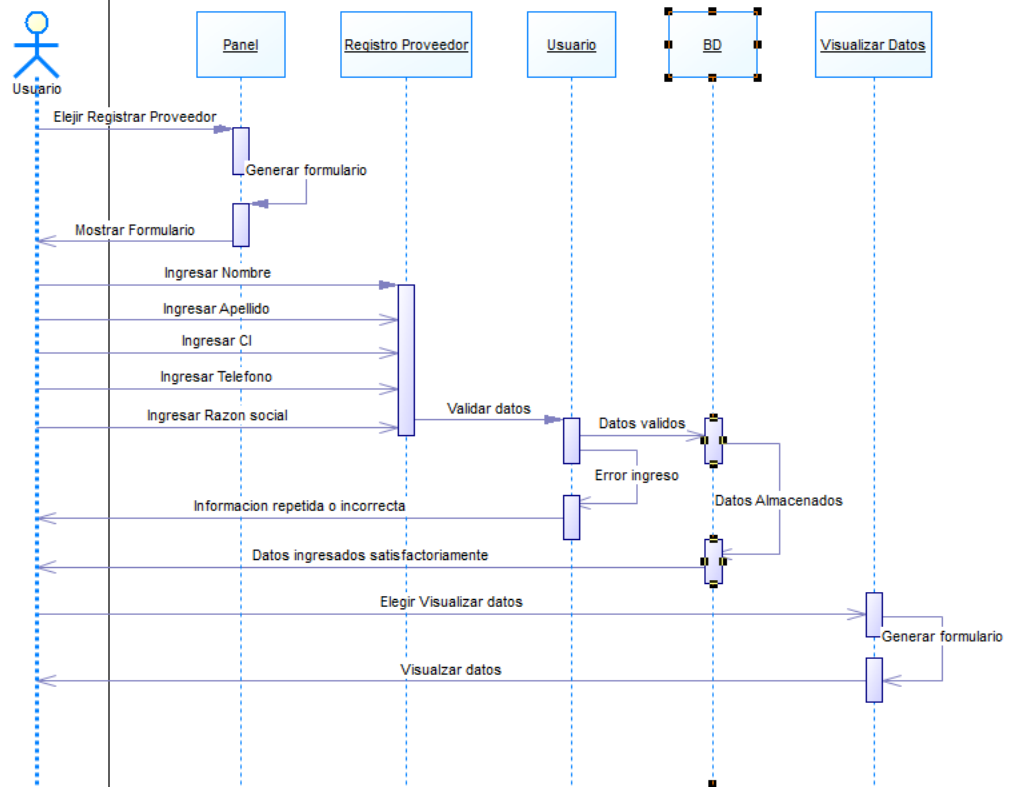 Panel
Registro Proveedor
Usuario
BD
Visualizar Datos
Usuario
Elejir Registrar Proveedor
Generar formulario
Mostrar Formulario
Ingresar Nombre
Ingresar Apellido
Ingresar CI
Ingresar Telefono
Ingresar Razon social
Validar datos
Datos validos
Error ingreso
Datos Almacenados
Informacion repetida o incorrecta
Datos ingresados satisfactoriamente
Elegir Visualizar datos
Generar formulario
Visualzar datos